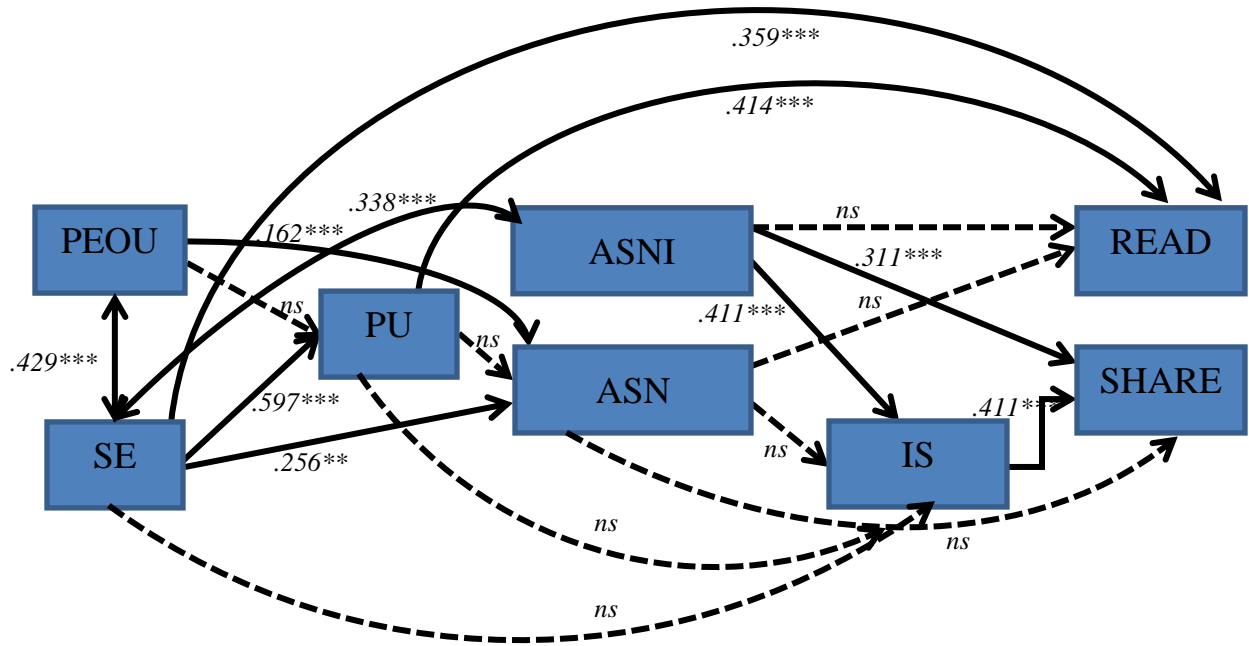 .359***
.414***
.338***
ns
PEOU
.162***
ASNI
READ
.311***
ns
ns
.411***
PU
ns
.429***
ASN
SHARE
.597***
.411***
SE
.256**
ns
IS
ns
ns
ns